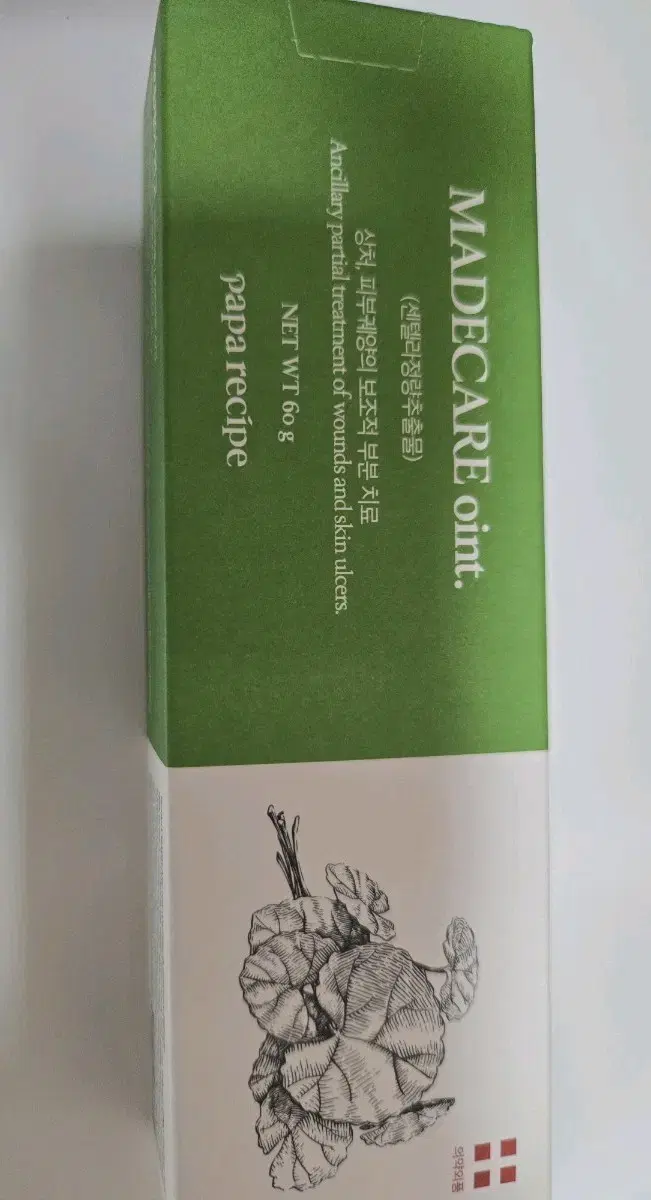 MADECARE oint.
(센텔라정량추출물)
상처, 피부궤양의 보조적 부분 치료
Ancillary partial treatment of wounds and skin ulcers.
NET WT 60 g
papa recipe
의약외품